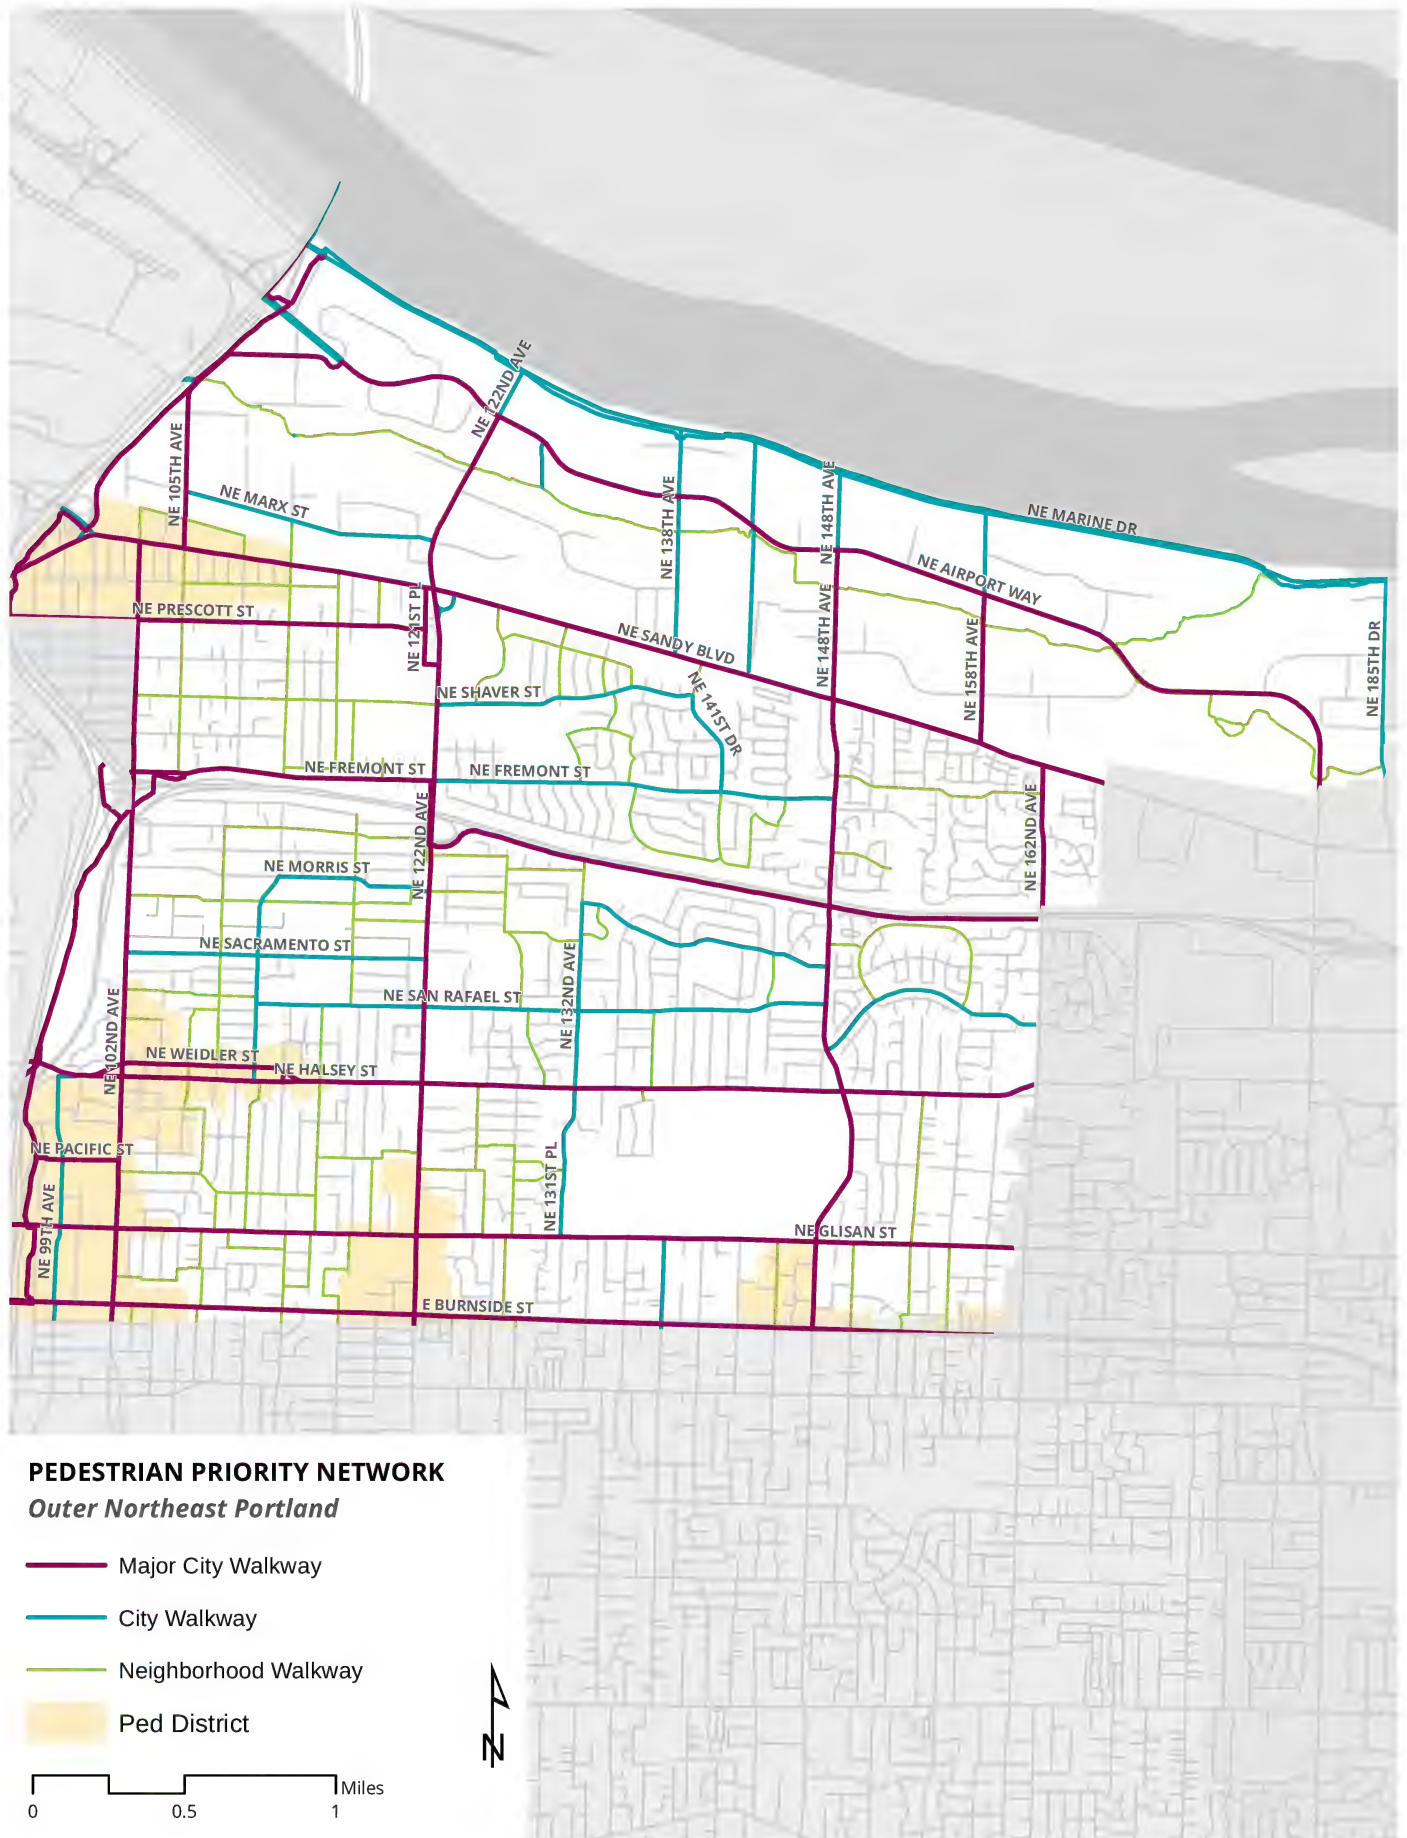 NE 122ND AVE
NE 105TH AVE
NE MARX ST
NE 138TH AVE
NE 148TH AVE
NE MARINE DR
NE AIRPORT WAY
NE PRESCOTT ST
NE 121ST PL
NE SANDY BLVD
NE 148TH AVE
NE 158TH AVE
NE 185TH DR
NE SHAVER ST
NE 141ST DR
NE FREMONT ST
NE FREMONT ST
NE 122ND AVE
NE 162ND AVE
NE MORRIS ST
NE SACRAMENTO ST
NE SAN RAFAEL ST
NE 132ND AVE
NE 102ND AVE
NE WEIDLER ST
NE HALSEY ST
NE PACIFIC ST
NE 131ST PL
NE 99TH AVE
NE GLISAN ST
E BURNSIDE ST
PEDESTRIAN PRIORITY NETWORK
Outer Northeast Portland
Major City Walkway
City Walkway
Neighborhood Walkway
Ped District
N
Miles
0 0.5 1